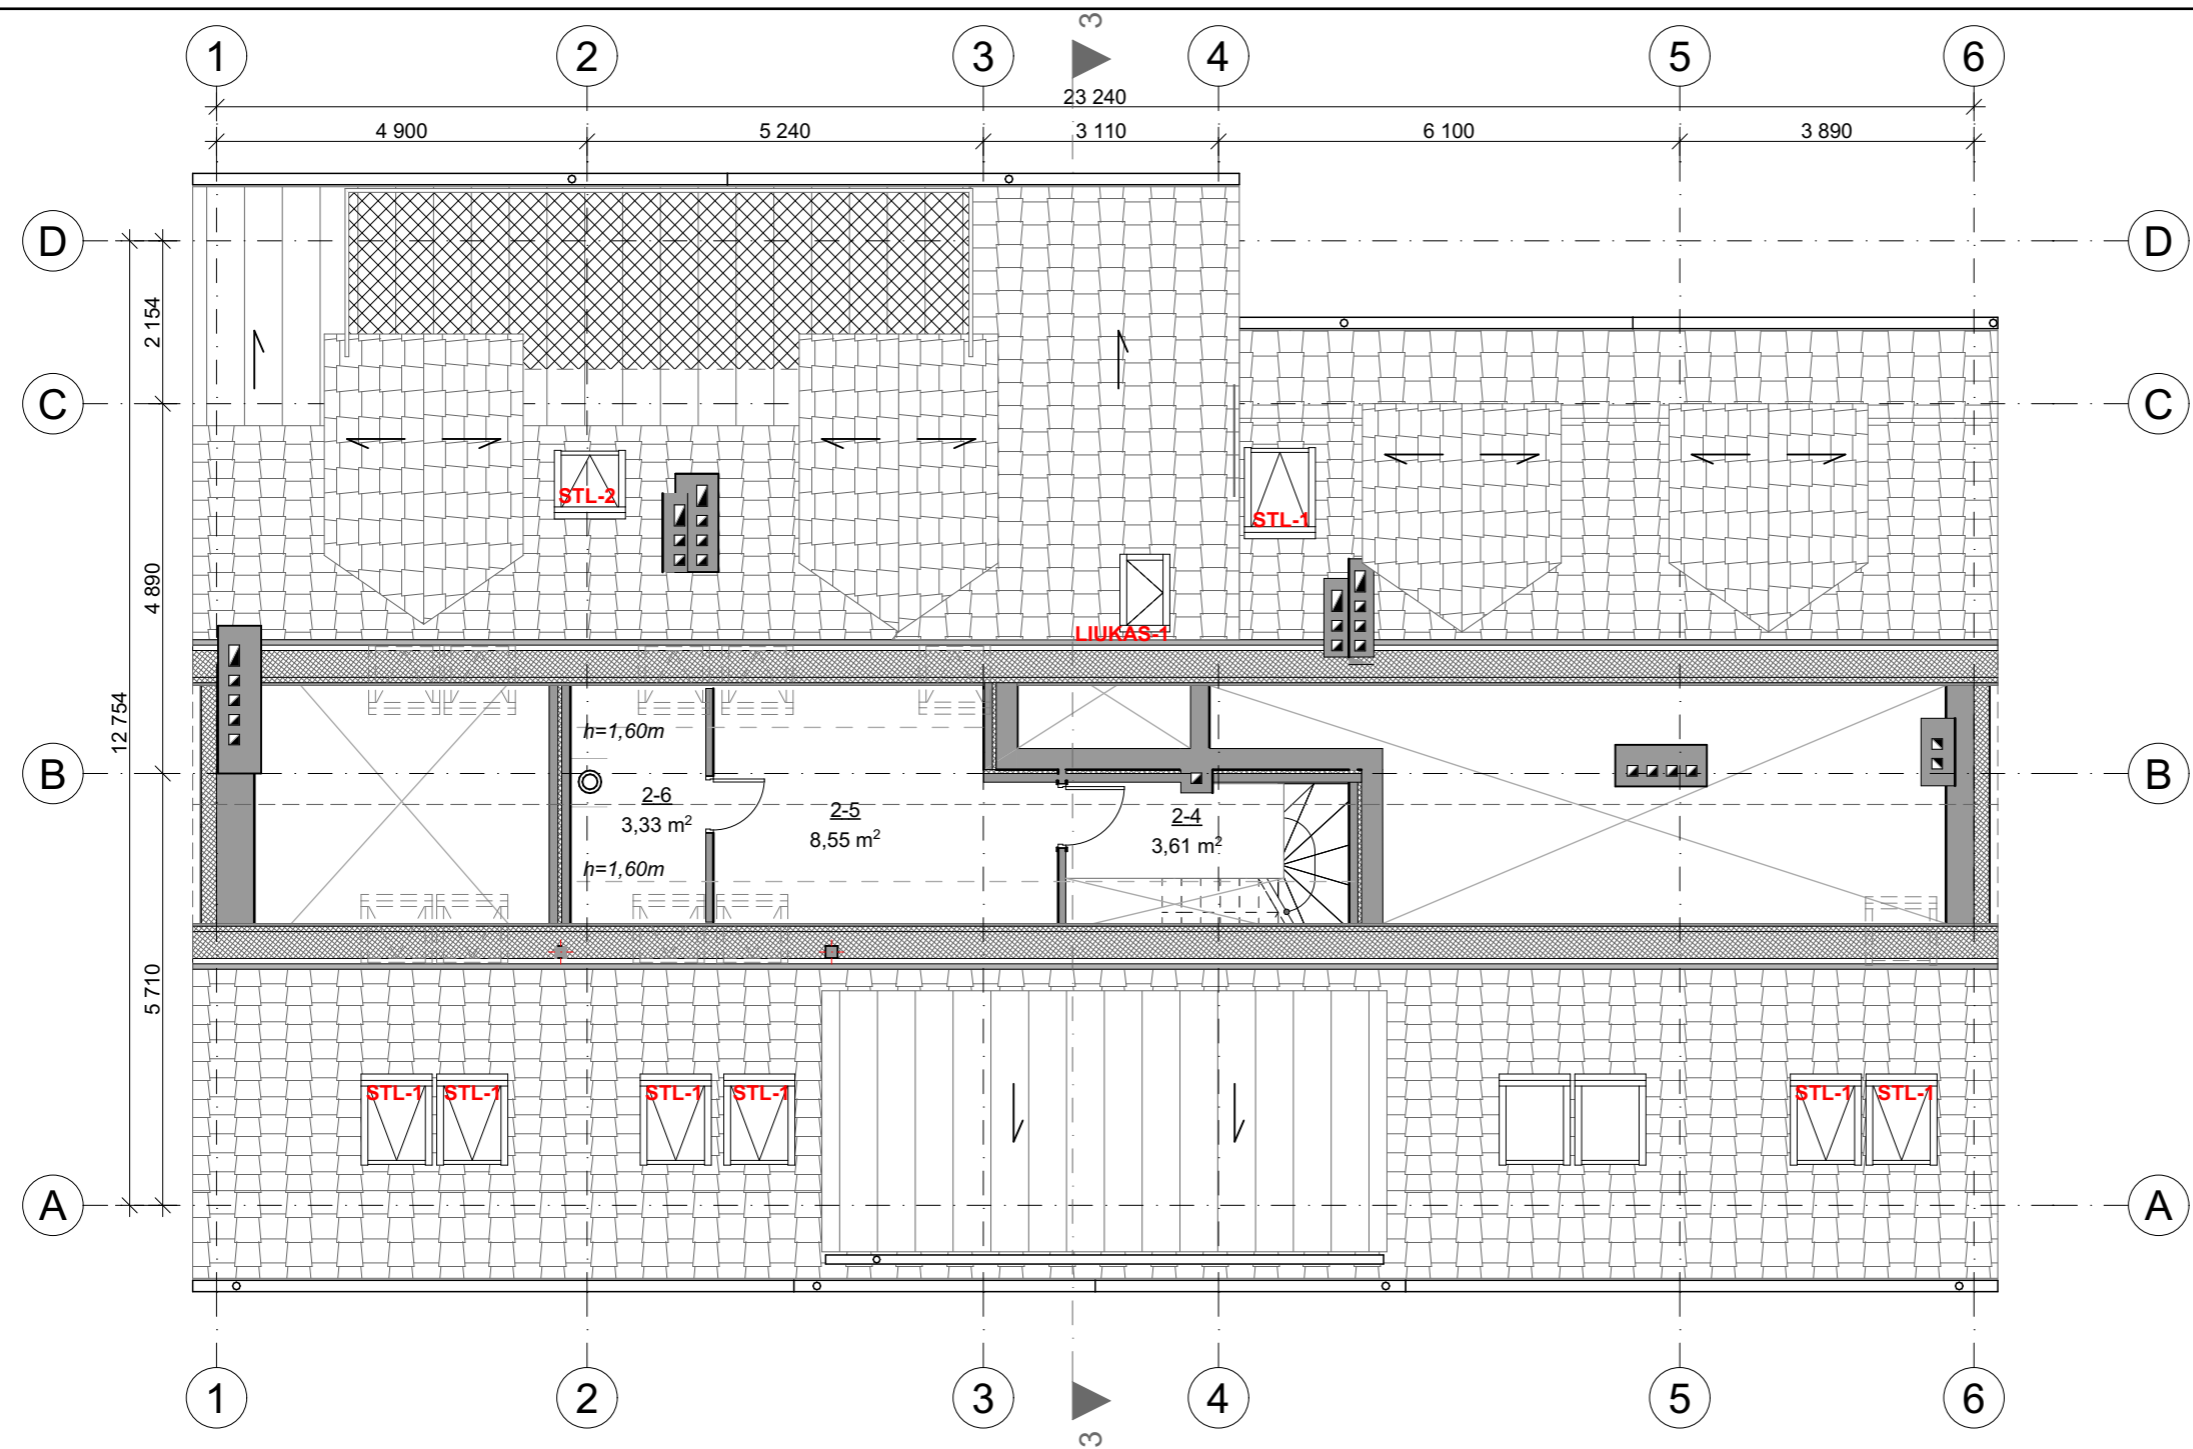 3
1 2 3 4 5 6
23 240
4 900 5 240 3 110 6 100 3 890
D D
2 154
C C
STL-2
STL-1
4 890
LIUKAS-1
12 754
h=1,60m
B B
2-6
3,33 m²
2-5
8,55 m²
2-4
3,61 m²
h=1,60m
5 710
STL-1 STL-1 STL-1 STL-1 STL-1 STL-1
A A
1 2 3 4 5 6
3